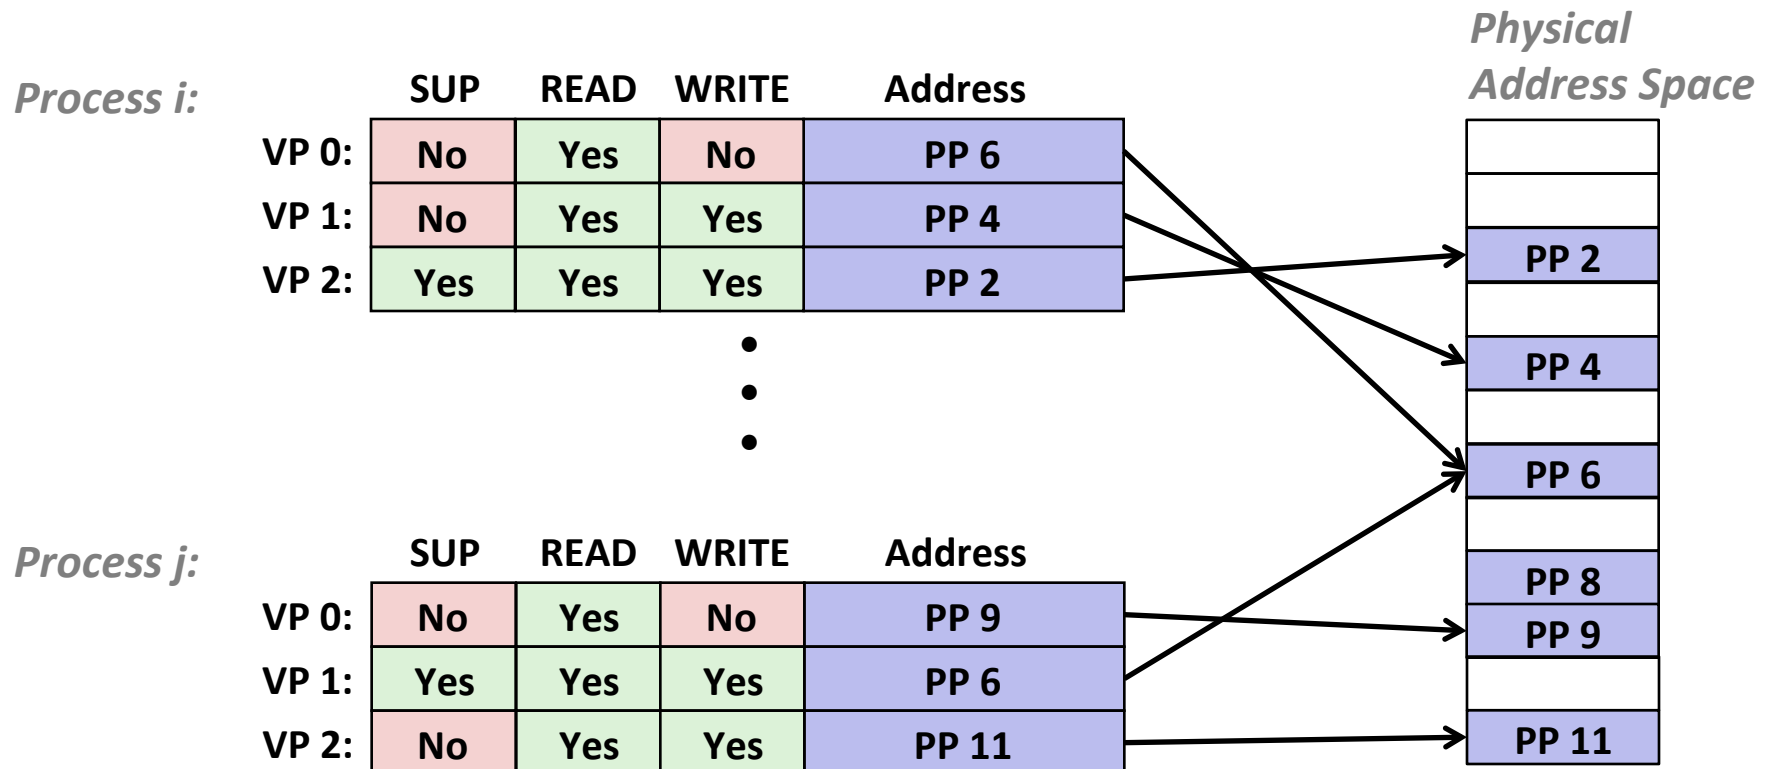 Physical
Address Space
Process i:
SUP READ WRITE Address
VP 0: No Yes No PP 6
VP 1: No Yes Yes PP 4
VP 2: Yes Yes Yes PP 2
PP 2
PP 4
PP 6
PP 8
PP 9
PP 11
Process j:
SUP READ WRITE Address
VP 0: No Yes No PP 9
VP 1: Yes Yes Yes PP 6
VP 2: No Yes Yes PP 11